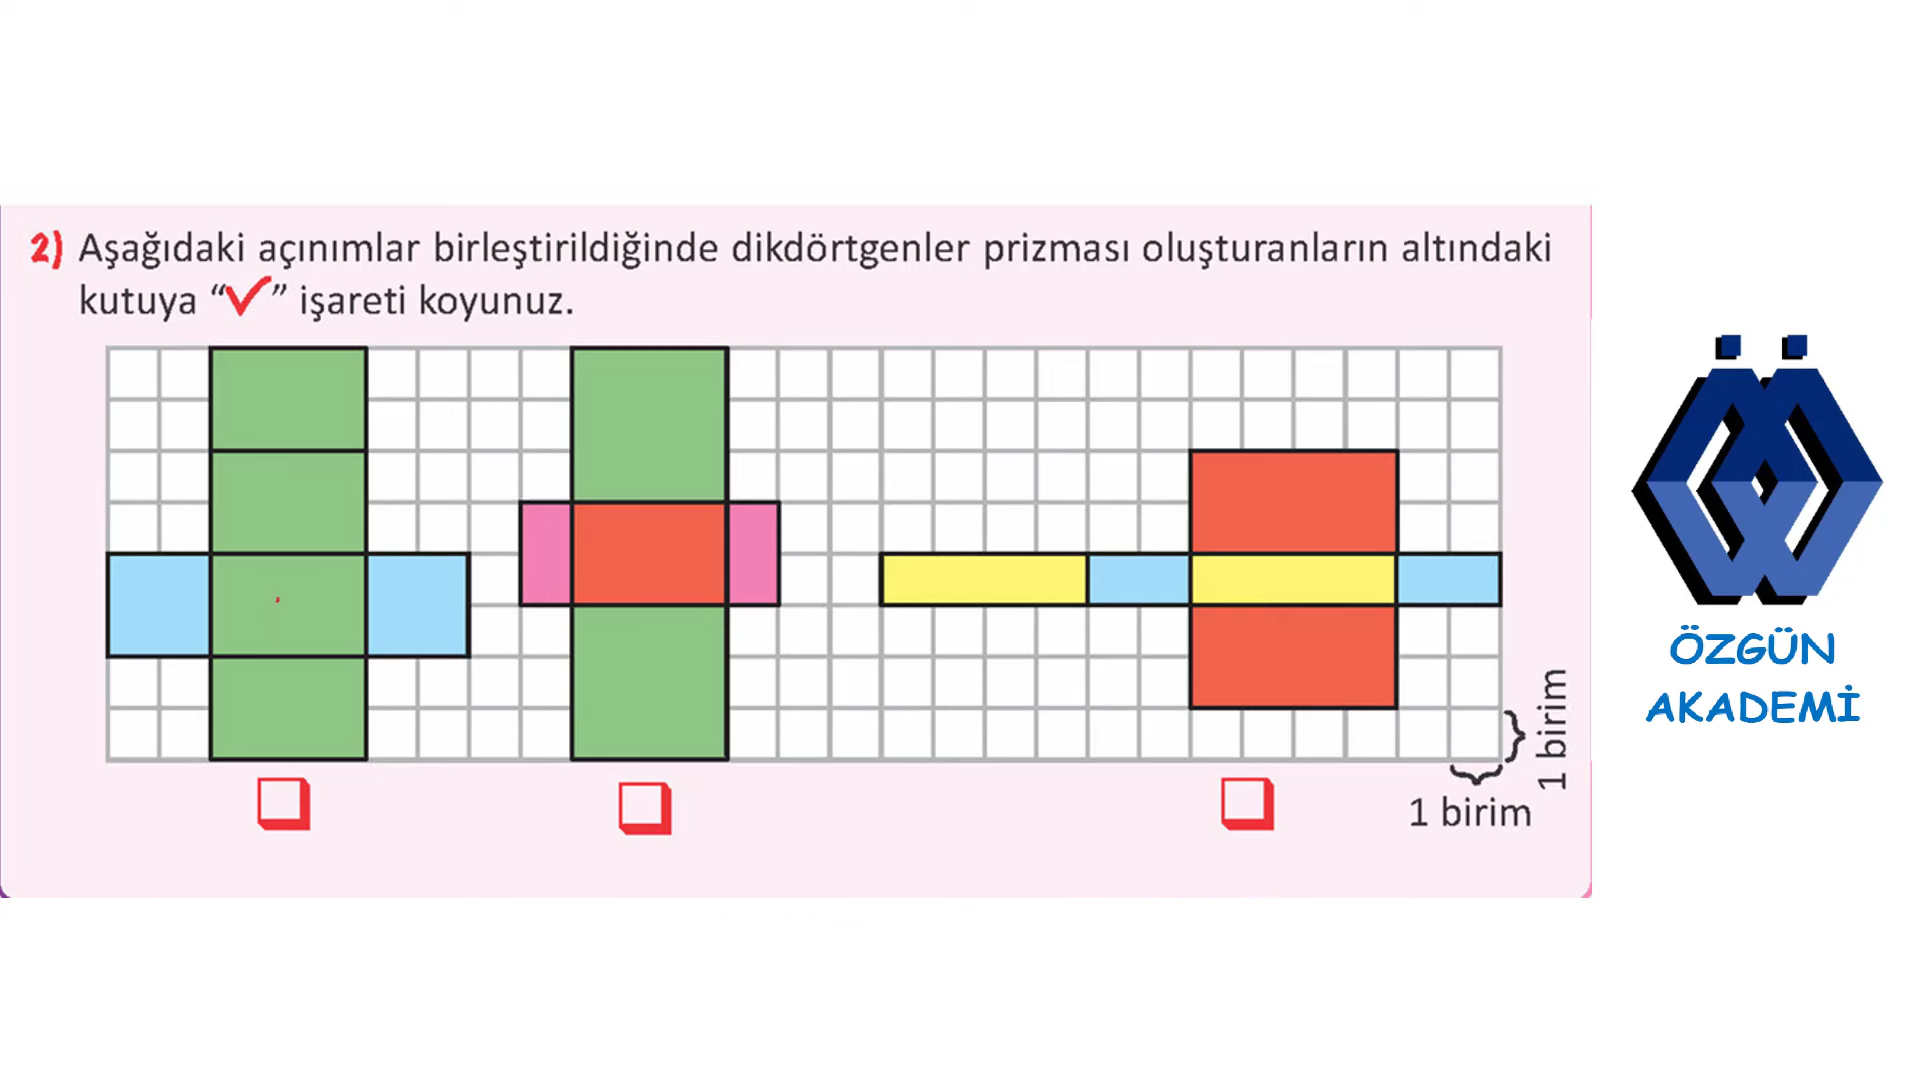 2) Aşağıdaki açınımlar birleştirildiğinde dikdörtgenler prizması oluşturanların altındaki
kutuya “✓” işareti koyunuz.
1 birim
1 birim
ÖZGÜN
AKADEMİ